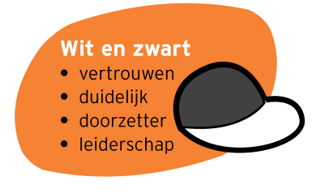 Wit en zwart
• vertrouwen
• duidelijk
• doorzetter
• leiderschap